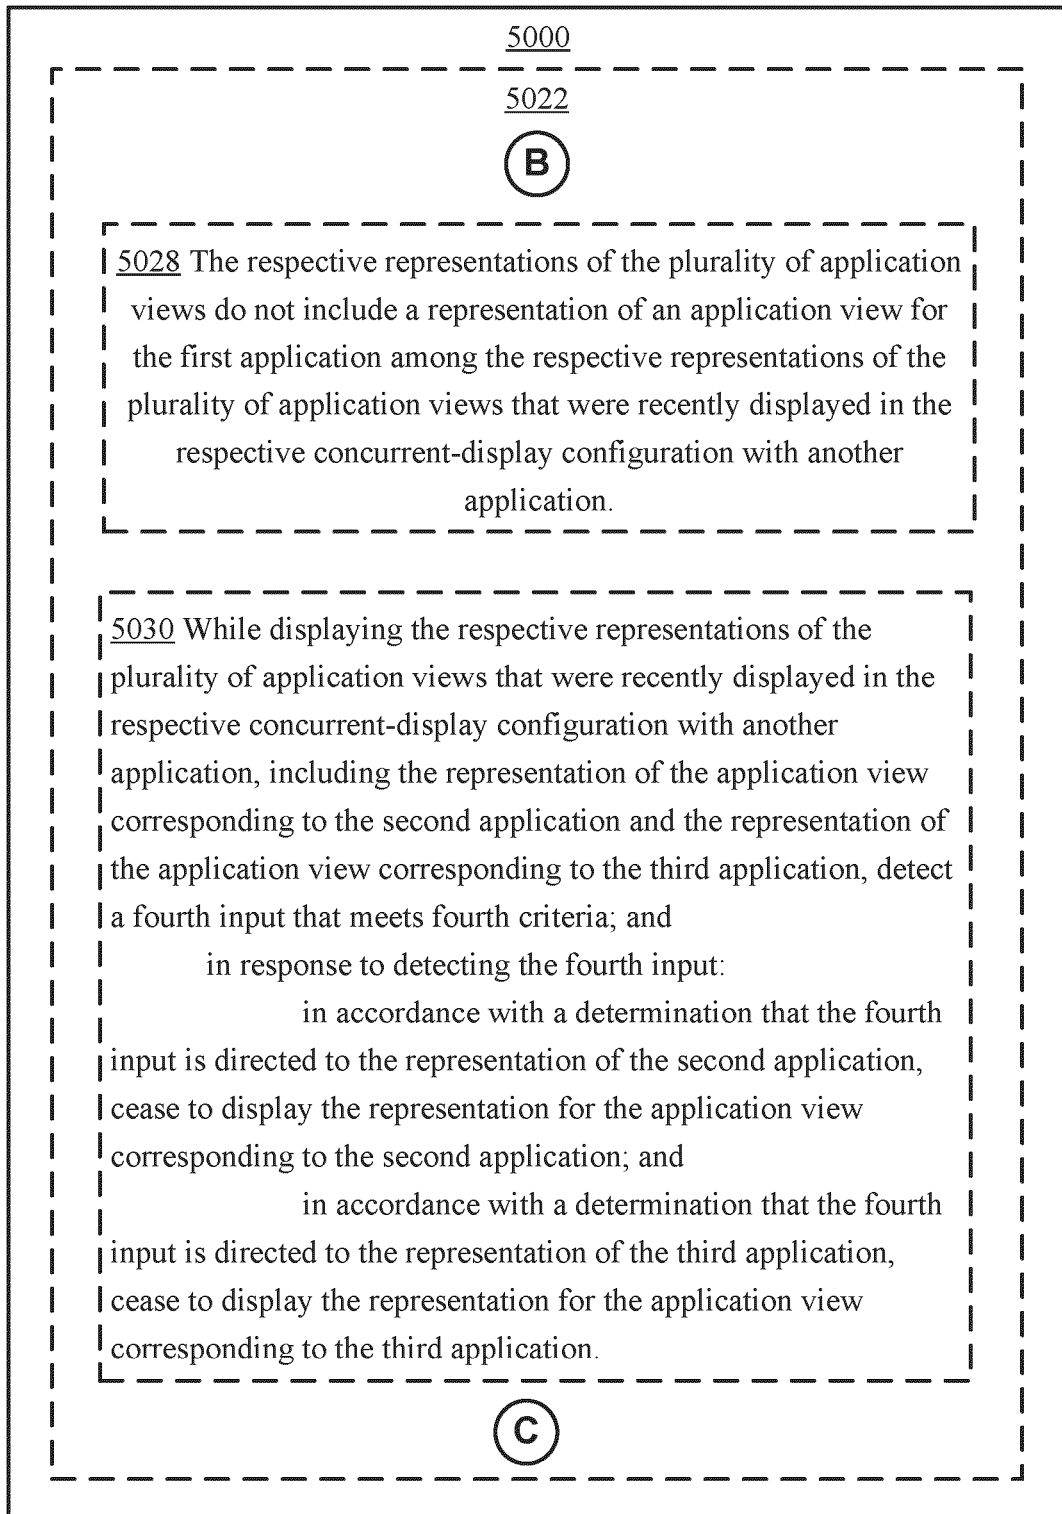 5000
5022
B
5028 The respective representations of the plurality of application
views do not include a representation of an application view for
the first application among the respective representations of the
plurality of application views that were recently displayed in the
respective concurrent-display configuration with another
application.
5030 While displaying the respective representations of the
plurality of application views that were recently displayed in the
respective concurrent-display configuration with another
application, including the representation of the application view
corresponding to the second application and the representation of
the application view corresponding to the third application, detect
a fourth input that meets fourth criteria; and
in response to detecting the fourth input:
in accordance with a determination that the fourth
input is directed to the representation of the second application,
cease to display the representation for the application view
corresponding to the second application; and
in accordance with a determination that the fourth
input is directed to the representation of the third application,
cease to display the representation for the application view
corresponding to the third application.
C